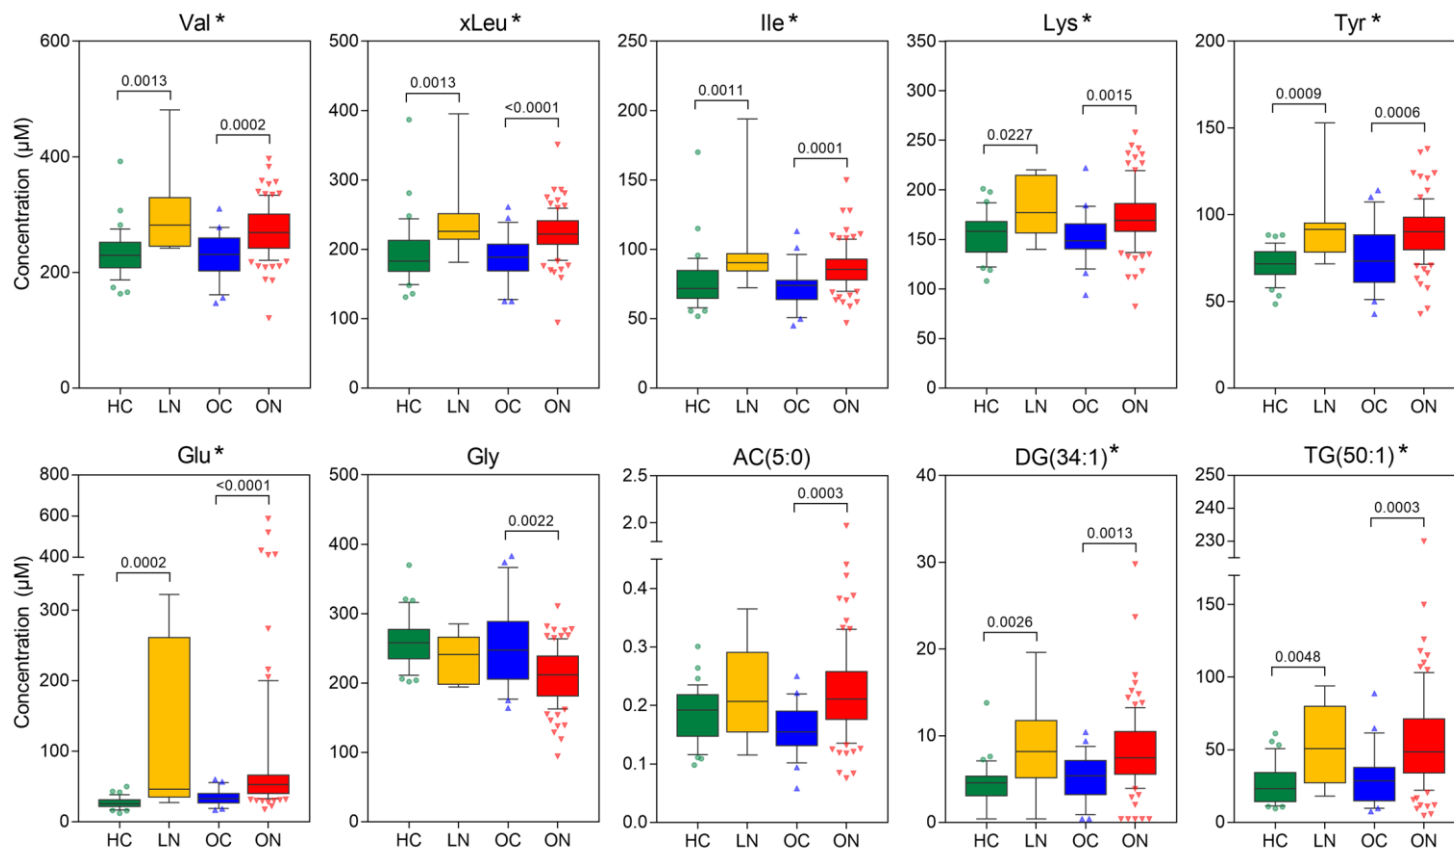 Val * xLeu * Ile * Lys * Tyr *
600 500 250 350 200
0.0013 0.0002
0.0013 <0.0001
0.0011 0.0001
0.0227 0.0015
0.0009 0.0006
Concentration (µM)
400 400 200 300 150
300 150 250
200 200 100 200 100
150
100 50 100 50
50
0 0 0 0 0
HC LN OC ON HC LN OC ON HC LN OC ON HC LN OC ON HC LN OC ON
Glu * Gly AC(5:0) DG(34:1)* TG(50:1)*
800 500 2.5 40 250
<0.0001 0.0003 0.0003
600 2.0 240
400 400 30 230
0.0002 0.0022 0.0013
0.0026
0.0048
Concentration (µM)
300 300 0.4 150
200 200 0.3 20 100
0.2
100 100 0.1 10 50
0 0 0.0 0 0
HC LN OC ON HC LN OC ON HC LN OC ON HC LN OC ON HC LN OC ON